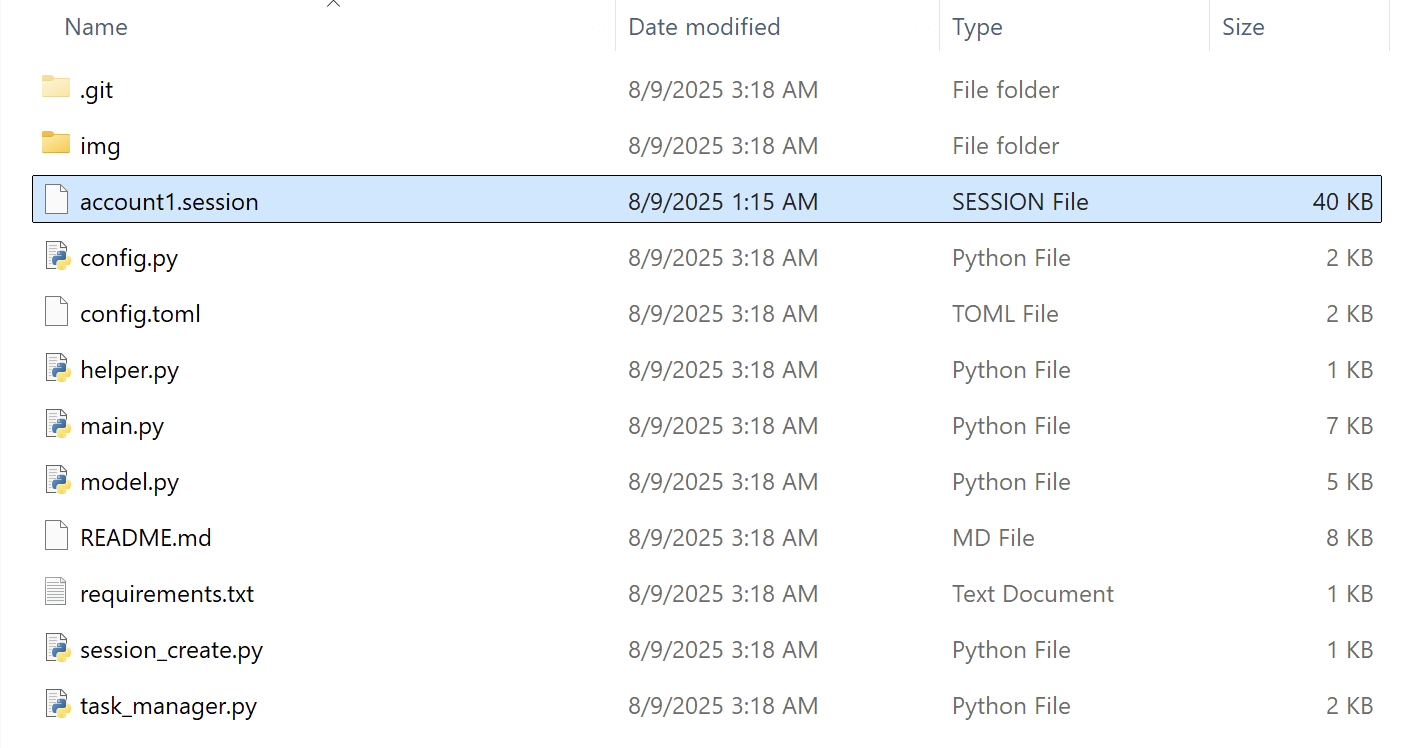 Name Date modified Type Size
.git 8/9/2025 3:18 AM File folder
img 8/9/2025 3:18 AM File folder
account1.session 8/9/2025 1:15 AM SESSION File 40 KB
config.py 8/9/2025 3:18 AM Python File 2 KB
config.toml 8/9/2025 3:18 AM TOML File 2 KB
helper.py 8/9/2025 3:18 AM Python File 1 KB
main.py 8/9/2025 3:18 AM Python File 7 KB
model.py 8/9/2025 3:18 AM Python File 5 KB
README.md 8/9/2025 3:18 AM MD File 8 KB
requirements.txt 8/9/2025 3:18 AM Text Document 1 KB
session_create.py 8/9/2025 3:18 AM Python File 1 KB
task_manager.py 8/9/2025 3:18 AM Python File 2 KB